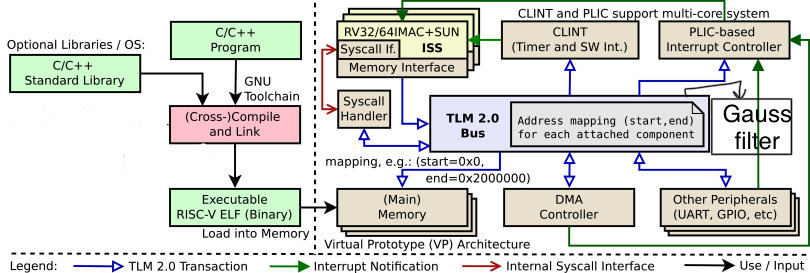 Optional Libraries / OS:
C/C++
Standard Library
C/C++
Program
GNU
Toolchain
(Cross-)Compile
and Link
Executable
RISC-V ELF (Binary)
Load into Memory
CLINT and PLIC support multi-core system
RV32/64IMAC+SUN
Syscall If.
ISS
Memory Interface
CLINT
(Timer and SW Int.)
PLIC-based
Interrupt Controller
Syscall
Handler
TLM 2.0
Bus
Address mapping (start,end)
for each attached component
Gauss
filter
mapping, e.g.: (start=0x0,
end=0x2000000)
(Main)
Memory
DMA
Controller
Other Peripherals
(UART, GPIO, etc)
Virtual Prototype (VP) Architecture
Legend:
TLM 2.0 Transaction
Interrupt Notification
Internal Syscall Interface
Use / Input